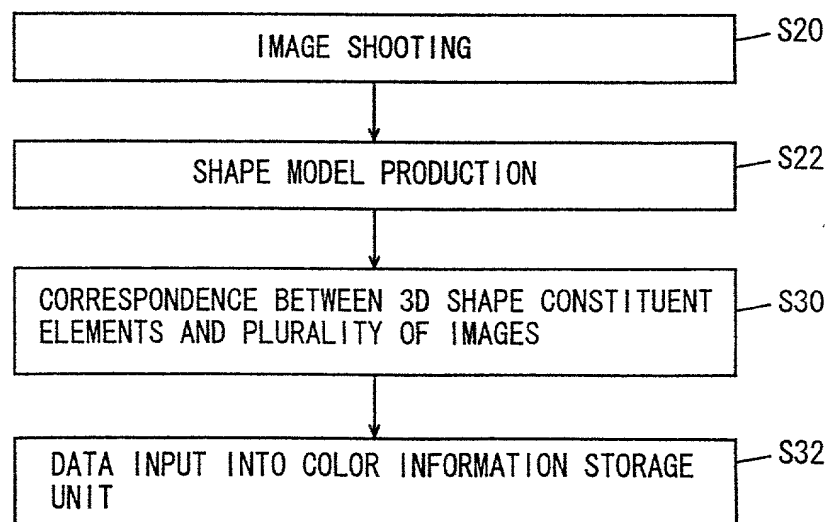 IMAGE SHOOTING
S20
SHAPE MODEL PRODUCTION
S22
CORRESPONDENCE BETWEEN 3D SHAPE CONSTITUENT
ELEMENTS AND PLURALITY OF IMAGES
S30
DATA INPUT INTO COLOR INFORMATION STORAGE
UNIT
S32